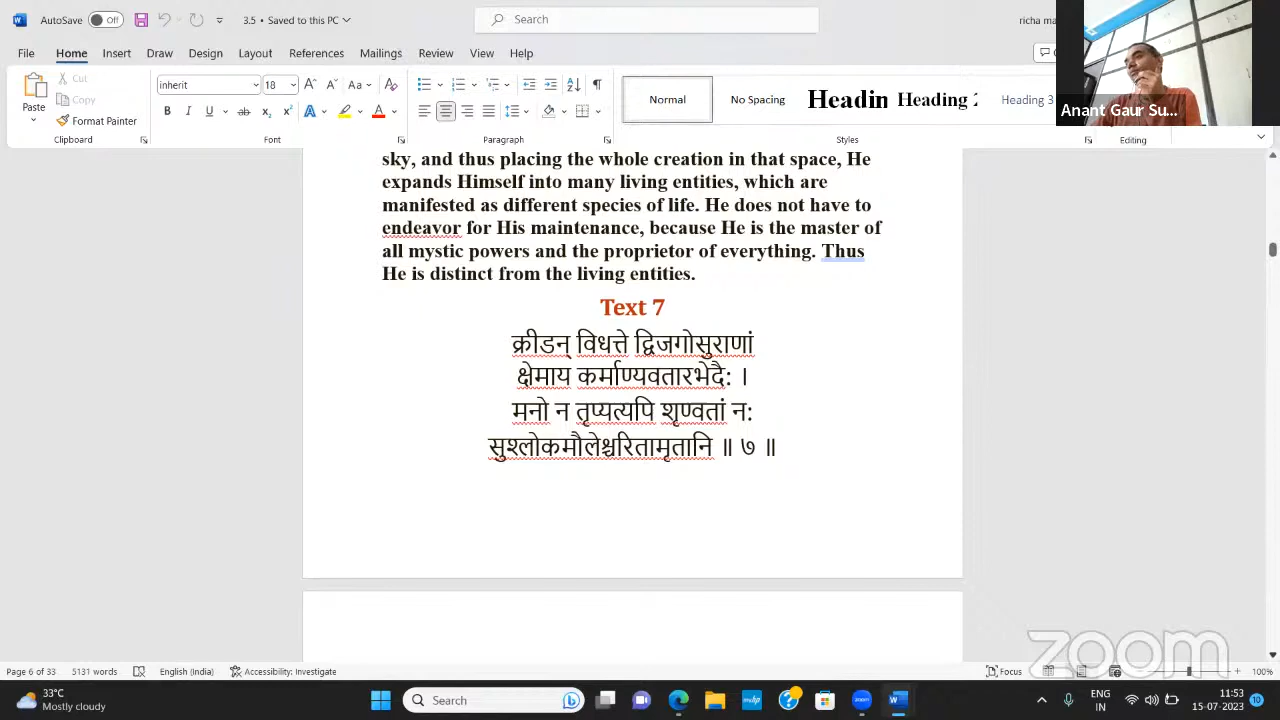 AutoSave Off 3.5 • Saved to this PC Search richa ma
File Home Insert Draw Design Layout References Mailings Review View Help
Paste Cut Copy Format Painter
inherit 18
Normal No Spacing Headin Heading 2 Heading 3
Clipboard Font Paragraph Styles Editing
Anant Gaur Su...
sky, and thus placing the whole creation in that space, He
expands Himself into many living entities, which are
manifested as different species of life. He does not have to
endeavor for His maintenance, because He is the master of
all mystic powers and the proprietor of everything. Thus
He is distinct from the living entities.
Text 7
क्रीडन् विधत्ते द्विजगोसुराणां
क्षेमाय कर्माण्यवतारभेदै: ।
मनो न तृप्यत्यपि शृण्वतां न:
सुश्लोकमौलेश्चरितामृतानि ॥ ७ ॥
zoom
Page 6 of 33 5131 words English (India) Accessibility: Investigate Focus 100%
33°C
Mostly cloudy
Search
ENG
IN
11:53
15-07-2023